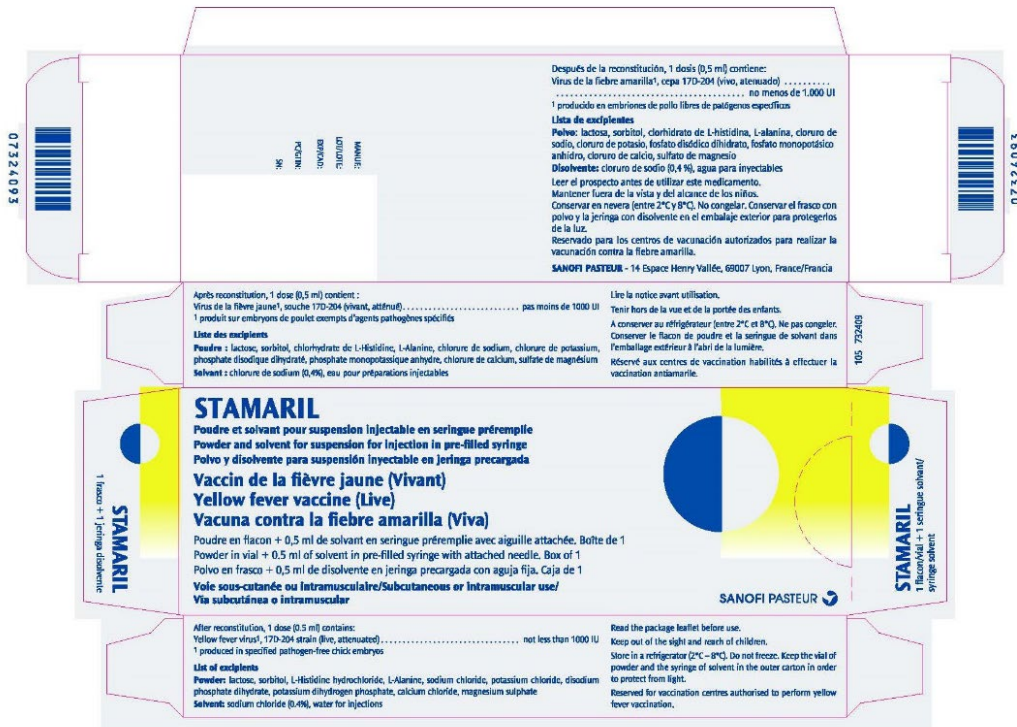 Después de la reconstitución, 1 dosis (0,5 ml) contiene:
Virus de la fiebre amarilla¹, cepa 17D-204 (vivo, atenuado) ..........
.................................... no menos de 1.000 UI
¹ producido en embriones de pollo libres de patógenos específicos
Lista de excipientes
Polvo: lactosa, sorbitol, clorhidrato de L-histidina, L-alanina, cloruro de
sodio, cloruro de potasio, fosfato disódico dihidrato, fosfato monopotásico
anhidro, cloruro de calcio, sulfato de magnesio
Disolvente: cloruro de sodio (0,4 %), agua para inyectables
Leer el prospecto antes de utilizar este medicamento.
Mantener fuera de la vista y del alcance de los niños.
Conservar en nevera (entre 2°C y 8°C). No congelar. Conservar el frasco con
polvo y la jeringa con disolvente en el embalaje exterior para protegerlos
de la luz.
Reservado para los centros de vacunación autorizados para realizar la
vacunación contra la fiebre amarilla.
SANOFI PASTEUR - 14 Espace Henry Vallée, 69007 Lyon, France/Francia
07324093
SN:
PC/GTIN:
EXP/CAD:
LOT/LOTE:
Après reconstitution, 1 dose (0,5 ml) contient :
Virus de la fièvre jaune¹, souche 17D-204 (vivant, atténué) .......................... pas moins de 1000 UI
¹ produit sur embryons de poulet exempts d'agents pathogènes spécifiés
Liste des excipients
Poudre : lactose, sorbitol, chlorhydrate de L-Histidine, L-Alanine, chlorure de sodium, chlorure de potassium,
phosphate disodique dihydraté, phosphate monopotassique anhydre, chlorure de calcium, sulfate de magnésium
Solvant : chlorure de sodium (0,4%), eau pour préparations injectables
Lire la notice avant utilisation.
Tenir hors de la vue et de la portée des enfants.
A conserver au réfrigérateur (entre 2°C et 8°C). Ne pas congeler.
Conserver le flacon de poudre et la seringue de solvant dans
l'emballage extérieur à l'abri de la lumière.
Réservé aux centres de vaccination habilités à effectuer la
vaccination antiamarile.
105 732409
STAMARIL
Poudre et solvant pour suspension injectable en seringue préremplie
Powder and solvent for suspension for injection in pre-filled syringe
Polvo y disolvente para suspensión inyectable en jeringa precargada
Vaccin de la fièvre jaune (Vivant)
Yellow fever vaccine (Live)
Vacuna contra la fiebre amarilla (Viva)
Poudre en flacon + 0,5 ml de solvant en seringue préremplie avec aiguille attachée. Boîte de 1
Powder in vial + 0.5 ml of solvent in pre-filled syringe with attached needle. Box of 1
Polvo en frasco + 0,5 ml de disolvente en jeringa precargada con aguja fija. Caja de 1
Voie sous-cutanée ou intramusculaire/Subcutaneous or intramuscular use/
Vía subcutánea o intramuscular
SANOFI PASTEUR
STAMARIL
1 frasco + 1 jeringa disolvente
STAMARIL
1 flacon/vial + 1 seringue solvant/
syringe solvent
After reconstitution, 1 dose (0.5 ml) contains:
Yellow fever virus¹, 17D-204 strain (live, attenuated) .............................. not less than 1000 IU
¹ produced in specified pathogen-free chick embryos
List of excipients
Powder: lactose, sorbitol, L-Histidine hydrochloride, L-Alanine, sodium chloride, potassium chloride, disodium
phosphate dihydrate, potassium dihydrogen phosphate, calcium chloride, magnesium sulphate
Solvent: sodium chloride (0.4%), water for injections
Read the package leaflet before use.
Keep out of the sight and reach of children.
Store in a refrigerator (2°C – 8°C). Do not freeze. Keep the vial of
powder and the syringe of solvent in the outer carton in order
to protect from light.
Reserved for vaccination centres authorised to perform yellow
fever vaccination.